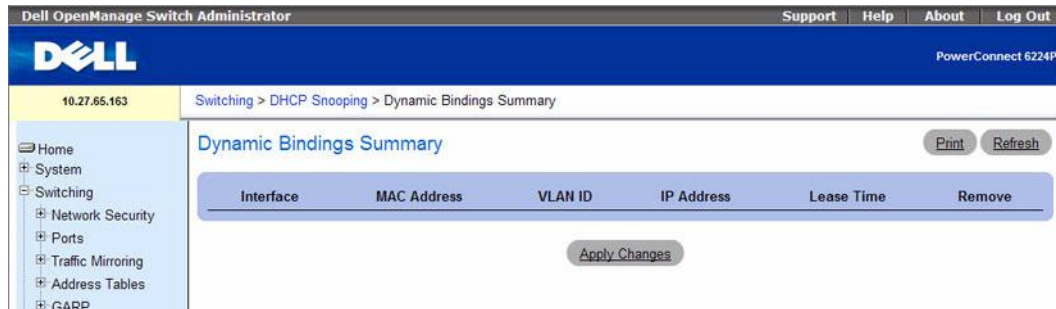 Dell OpenManage Switch Administrator Support Help About Log Out
DELL PowerConnect 6224P
10.27.65.163 Switching > DHCP Snooping > Dynamic Bindings Summary
Home
System
Switching
Network Security
Ports
Traffic Mirroring
Address Tables
GARP
Dynamic Bindings Summary Print Refresh
Interface MAC Address VLAN ID IP Address Lease Time Remove
Apply Changes